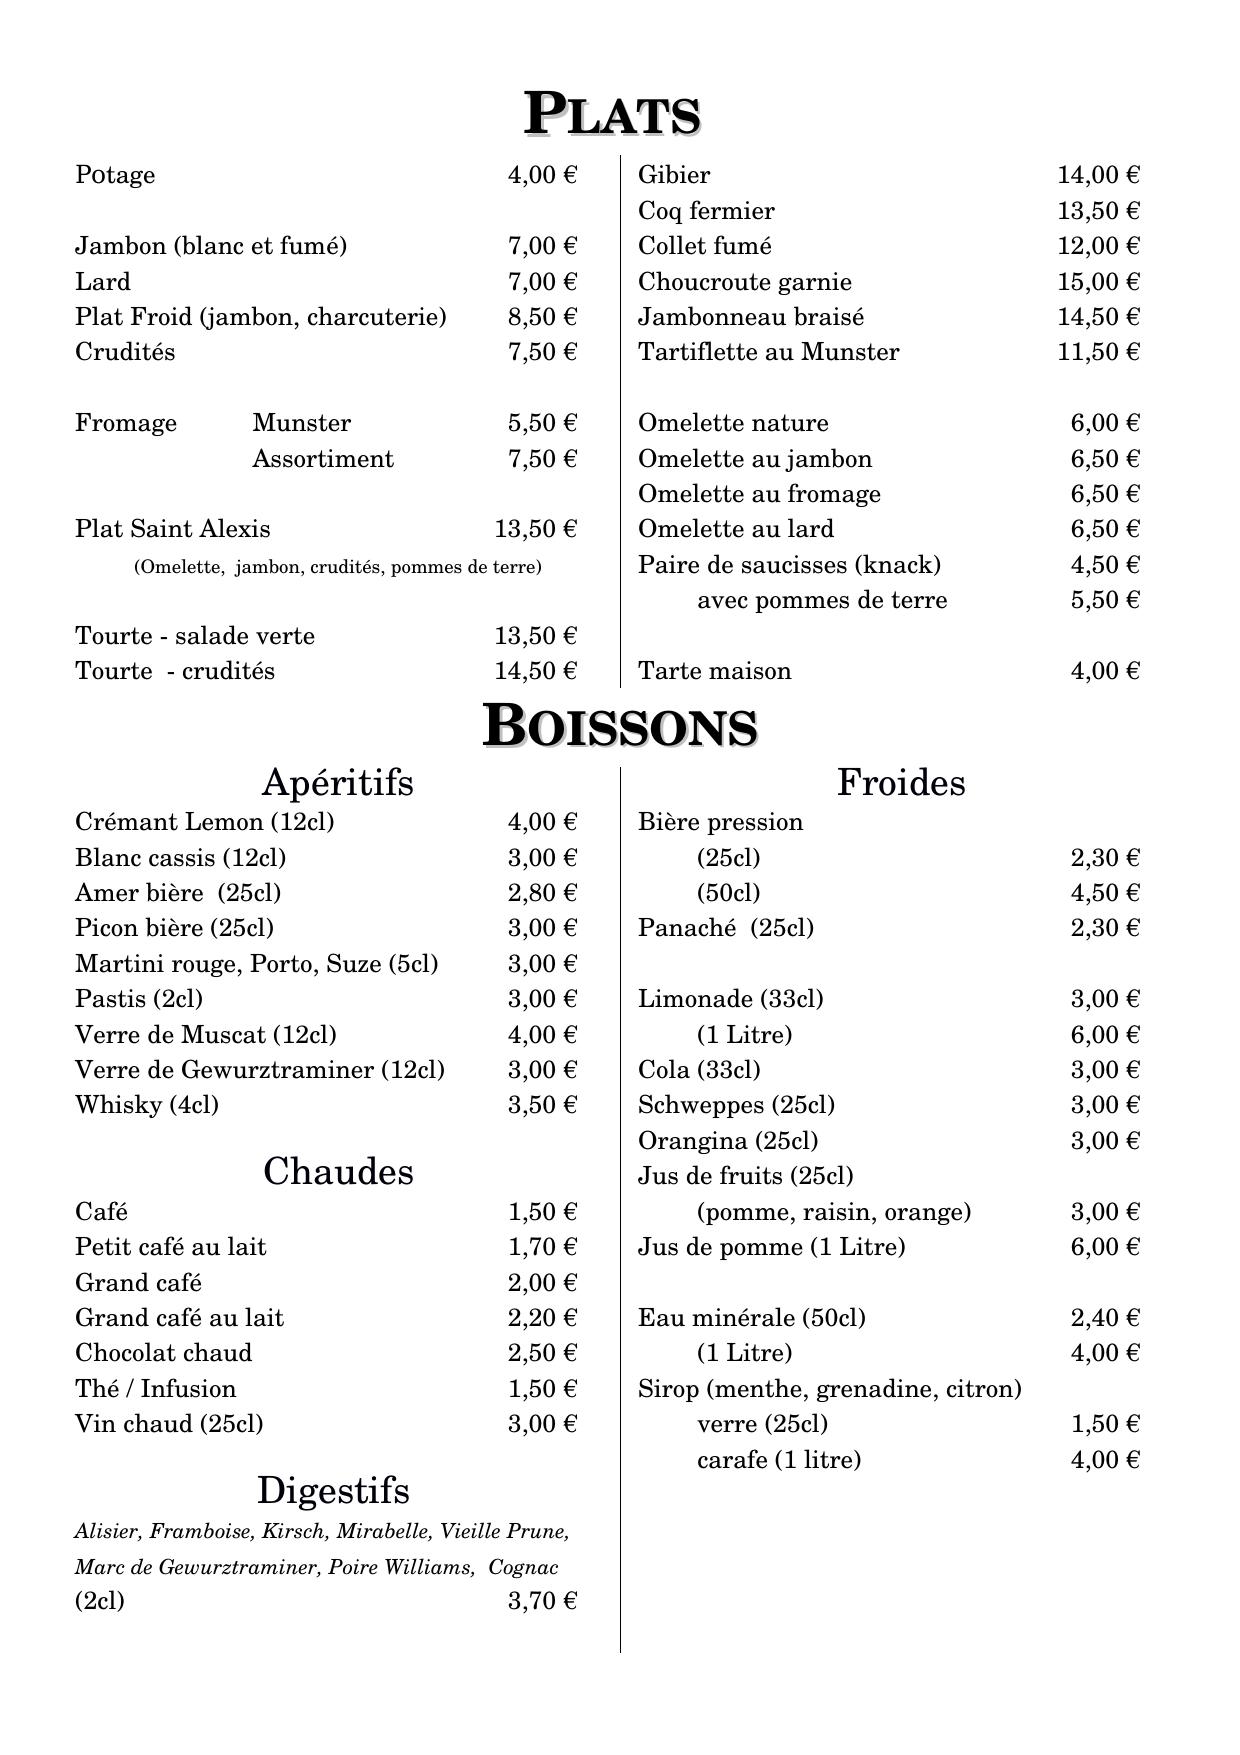 PLATS
Potage 4,00 €
Jambon (blanc et fumé) 7,00 €
Lard 7,00 €
Plat Froid (jambon, charcuterie) 8,50 €
Crudités 7,50 €
Fromage Munster 5,50 €
Assortiment 7,50 €
Plat Saint Alexis 13,50 €
(Omelette, jambon, crudités, pommes de terre)
Tourte - salade verte 13,50 €
Tourte - crudités 14,50 €
Gibier 14,00 €
Coq fermier 13,50 €
Collet fumé 12,00 €
Choucroute garnie 15,00 €
Jambonneau braisé 14,50 €
Tartiflette au Munster 11,50 €
Omelette nature 6,00 €
Omelette au jambon 6,50 €
Omelette au fromage 6,50 €
Omelette au lard 6,50 €
Paire de saucisses (knack) 4,50 €
avec pommes de terre 5,50 €
Tarte maison 4,00 €
BOISSONS
Apéritifs
Crémant Lemon (12cl) 4,00 €
Blanc cassis (12cl) 3,00 €
Amer bière (25cl) 2,80 €
Picon bière (25cl) 3,00 €
Martini rouge, Porto, Suze (5cl) 3,00 €
Pastis (2cl) 3,00 €
Verre de Muscat (12cl) 4,00 €
Verre de Gewurztraminer (12cl) 3,00 €
Whisky (4cl) 3,50 €
Chaudes
Café 1,50 €
Petit café au lait 1,70 €
Grand café 2,00 €
Grand café au lait 2,20 €
Chocolat chaud 2,50 €
Thé / Infusion 1,50 €
Vin chaud (25cl) 3,00 €
Digestifs
Alisier, Framboise, Kirsch, Mirabelle, Vieille Prune,
Marc de Gewurztraminer, Poire Williams, Cognac
(2cl) 3,70 €
Froides
Bière pression
(25cl) 2,30 €
(50cl) 4,50 €
Panaché (25cl) 2,30 €
Limonade (33cl) 3,00 €
(1 Litre) 6,00 €
Cola (33cl) 3,00 €
Schweppes (25cl) 3,00 €
Orangina (25cl) 3,00 €
Jus de fruits (25cl)
(pomme, raisin, orange) 3,00 €
Jus de pomme (1 Litre) 6,00 €
Eau minérale (50cl) 2,40 €
(1 Litre) 4,00 €
Sirop (menthe, grenadine, citron)
verre (25cl) 1,50 €
carafe (1 litre) 4,00 €